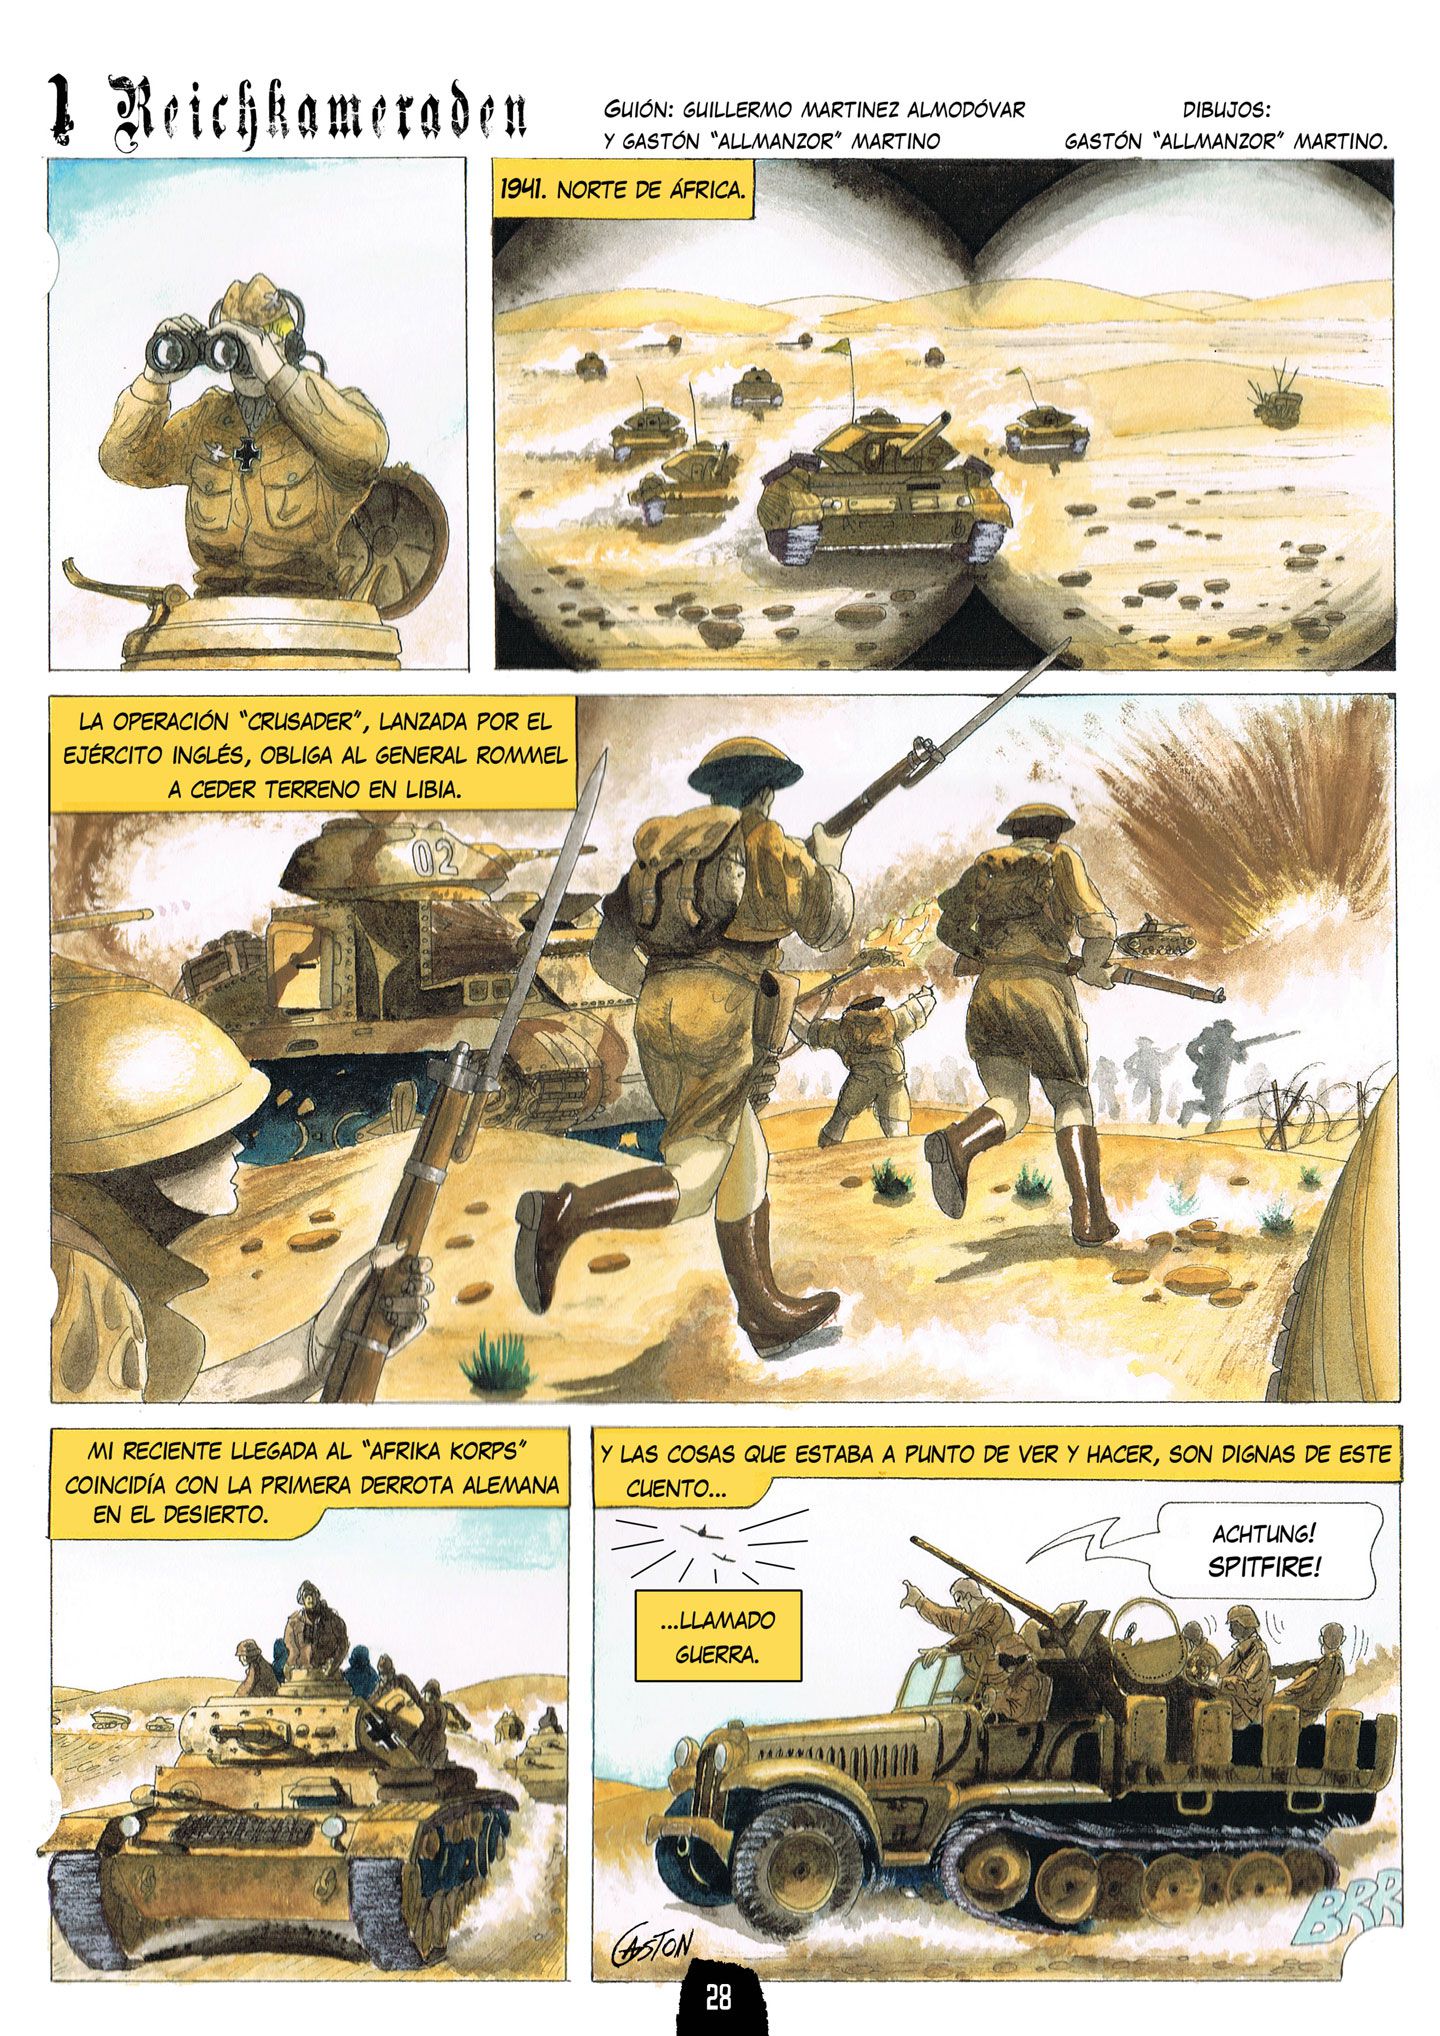 1 Reichkameraden
GUIÓN: GUILLERMO MARTINEZ ALMODÓVAR
Y GASTÓN "ALLMANZOR" MARTINO
DIBUJOS:
GASTÓN "ALLMANZOR" MARTINO.
1941. NORTE DE ÁFRICA.
LA OPERACIÓN "CRUSADER", LANZADA POR EL
EJÉRCITO INGLÉS, OBLIGA AL GENERAL ROMMEL
A CEDER TERRENO EN LIBIA.
02
MI RECIENTE LLEGADA AL "AFRIKA KORPS"
COINCIDÍA CON LA PRIMERA DERROTA ALEMANA
EN EL DESIERTO.
Y LAS COSAS QUE ESTABA A PUNTO DE VER Y HACER, SON DIGNAS DE ESTE
CUENTO...
ACHTUNG!
SPITFIRE!
...LLAMADO
GUERRA.
BRR
GASTON
28